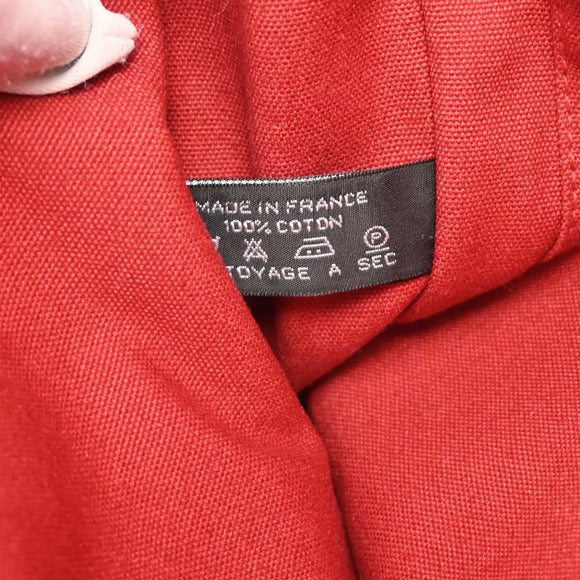 MADE IN FRANCE
100% COTON
P
TOYAGE A SEC